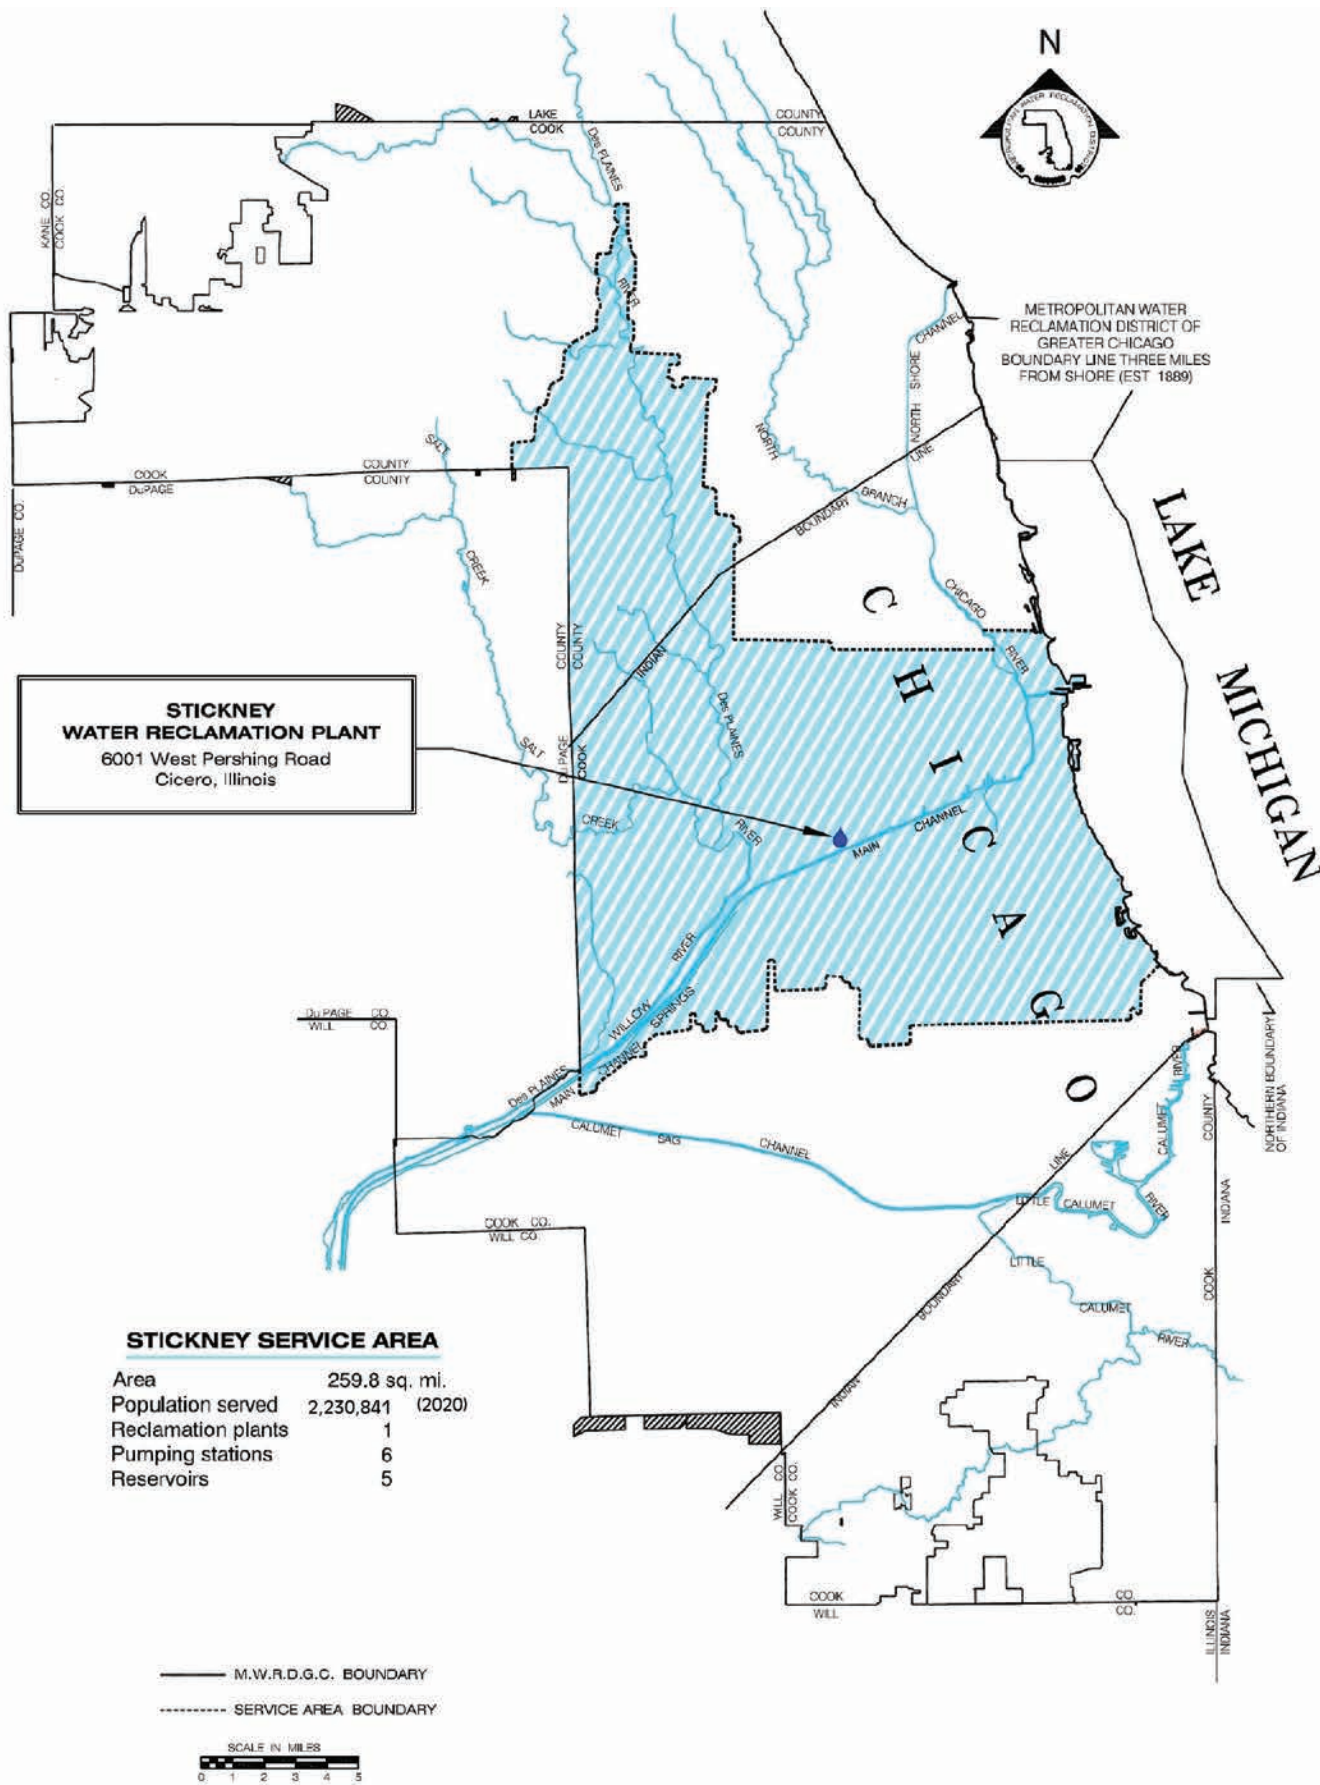 N
METROPOLITAN WATER RECLAMATION DISTRICT
LAKE
COOK
COUNTY
COUNTY
Des PLAINES
RIVER
KANE CO.
COOK CO.
CHANNEL
NORTH SHORE
METROPOLITAN WATER
RECLAMATION DISTRICT OF
GREATER CHICAGO
BOUNDARY LINE THREE MILES
FROM SHORE (EST 1889)
SALT
CREEK
COOK
DuPAGE
COUNTY
COUNTY
DuPAGE CO.
NORTH
BRANCH
BOUNDARY
LINE
LAKE
MICHIGAN
CHICAGO
RIVER
CHICAGO
COUNTY
COUNTY
INDIAN
STICKNEY
WATER RECLAMATION PLANT
6001 West Pershing Road
Cicero, Illinois
Des PLAINES
SALT
CREEK
DuPAGE
COOK
RIVER
MAIN
CHANNEL
RIVER
WILLOW
SPRINGS
CHANNEL
DuPAGE CO.
WILL CO.
Des PLAINES
MAIN
CALUMET
SAG
CHANNEL
NORTHERN BOUNDARY
OF INDIANA
RIVER
CALUMET
COUNTY
LINE
LITTLE
CALUMET
RIVER
INDIANA
COOK CO.
WILL CO.
LITTLE
COOK
BOUNDARY
CALUMET
RIVER
STICKNEY SERVICE AREA
Area 259.8 sq. mi.
Population served 2,230,841 (2020)
Reclamation plants 1
Pumping stations 6
Reservoirs 5
INDIAN
WILL CO.
COOK CO.
COOK
WILL
CO.
CO.
ILLINOIS
INDIANA
M.W.R.D.G.C. BOUNDARY
SERVICE AREA BOUNDARY
SCALE IN MILES
0 1 2 3 4 5